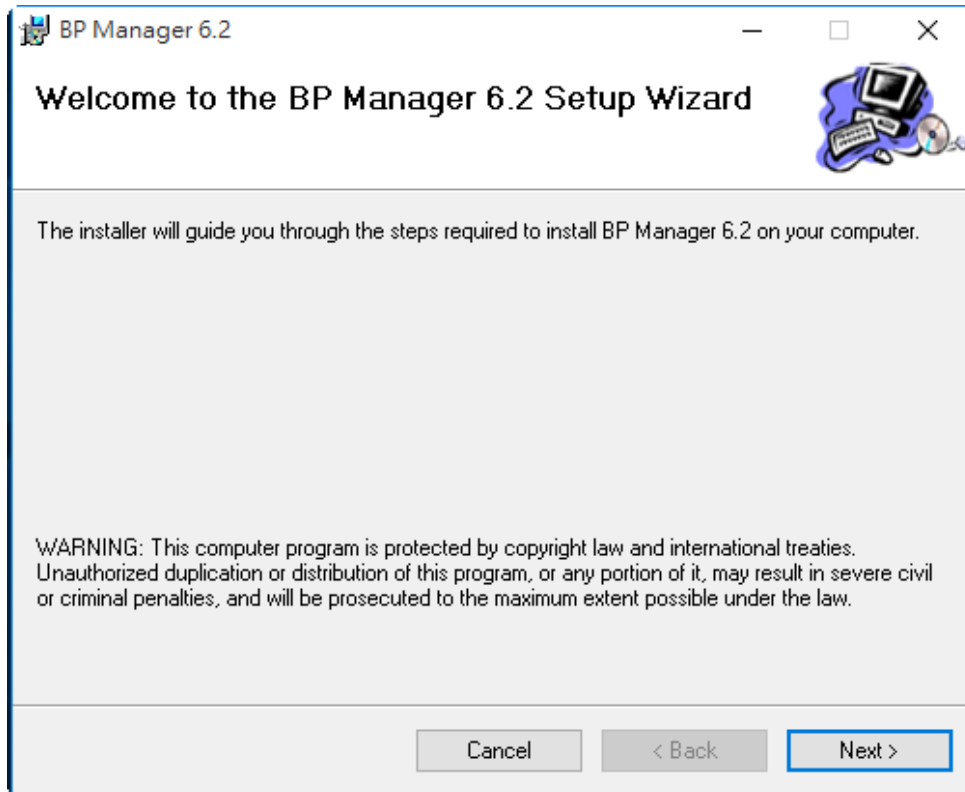 BP Manager 6.2
Welcome to the BP Manager 6.2 Setup Wizard
The installer will guide you through the steps required to install BP Manager 6.2 on your computer.
WARNING: This computer program is protected by copyright law and international treaties.
Unauthorized duplication or distribution of this program, or any portion of it, may result in severe civil
or criminal penalties, and will be prosecuted to the maximum extent possible under the law.
Cancel
< Back
Next >